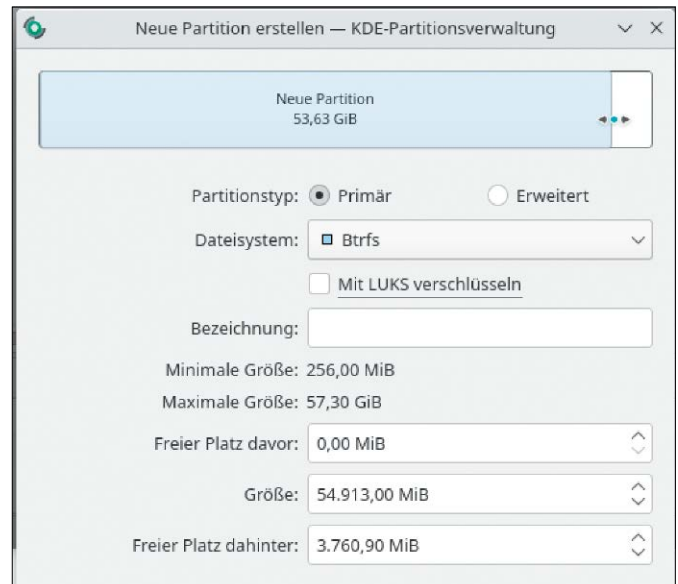 Neue Partition erstellen — KDE-Partitionsverwaltung
Neue Partition
53,63 GiB
Partitionstyp: Primär Erweitert
Dateisystem: Btrfs
Mit LUKS verschlüsseln
Bezeichnung:
Minimale Größe: 256,00 MiB
Maximale Größe: 57,30 GiB
Freier Platz davor: 0,00 MiB
Größe: 54.913,00 MiB
Freier Platz dahinter: 3.760,90 MiB